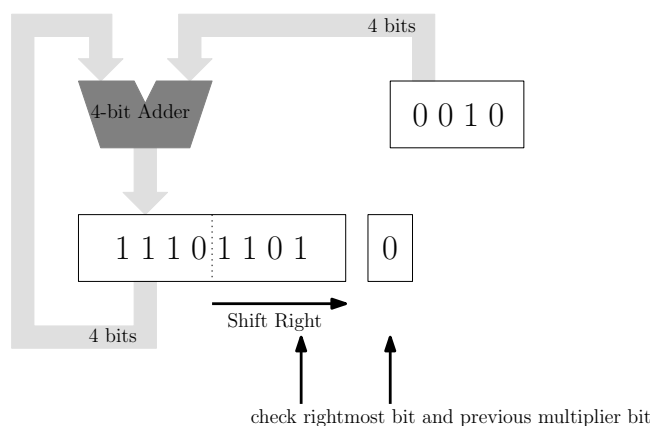 4 bits
4-bit Adder
0 0 1 0
1 1 1 0 1 1 0 1
0
Shift Right
4 bits
check rightmost bit and previous multiplier bit